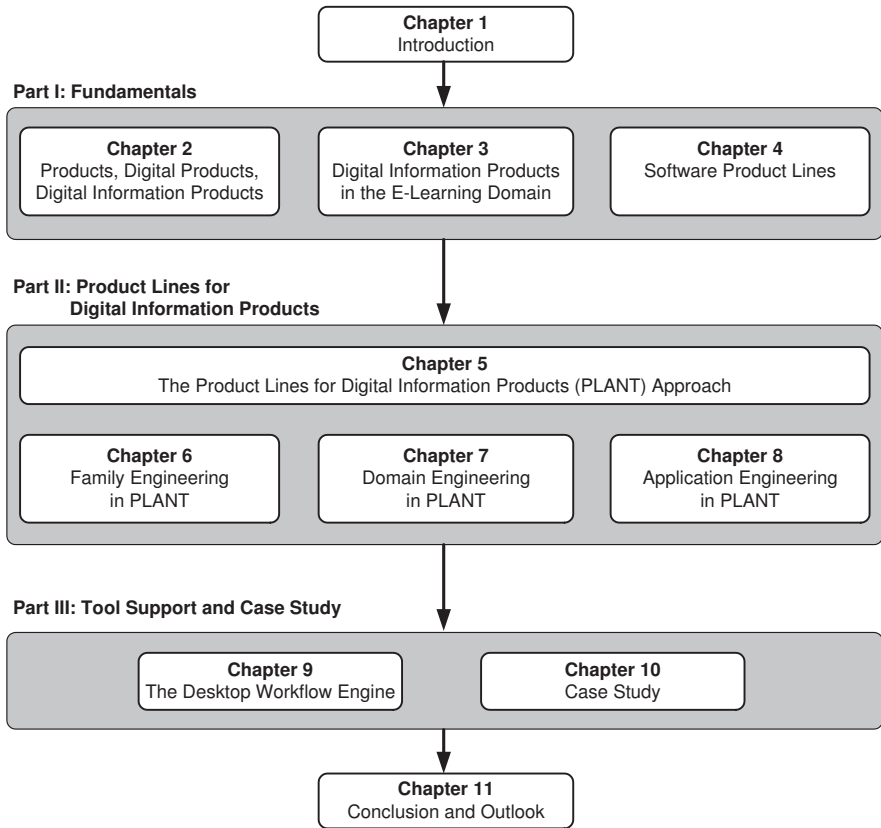 Chapter 1
Introduction
Part I: Fundamentals
Chapter 2
Products, Digital Products,
Digital Information Products
Chapter 3
Digital Information Products
in the E-Learning Domain
Chapter 4
Software Product Lines
Part II: Product Lines for
Digital Information Products
Chapter 5
The Product Lines for Digital Information Products (PLANT) Approach
Chapter 6
Family Engineering
in PLANT
Chapter 7
Domain Engineering
in PLANT
Chapter 8
Application Engineering
in PLANT
Part III: Tool Support and Case Study
Chapter 9
The Desktop Workflow Engine
Chapter 10
Case Study
Chapter 11
Conclusion and Outlook